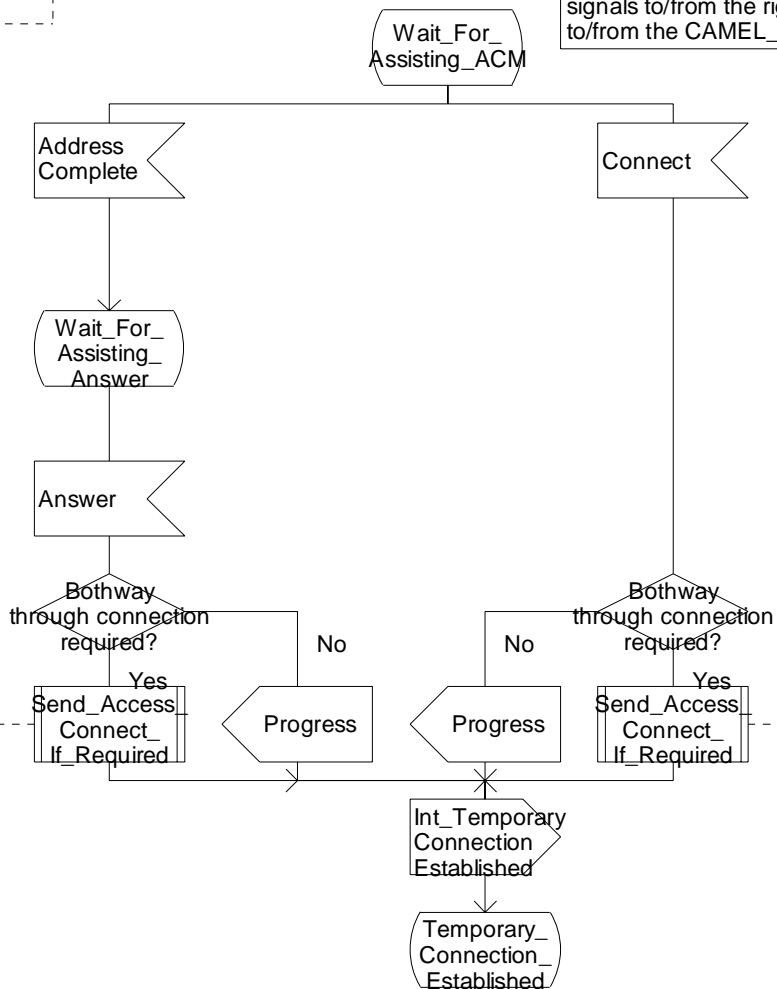 signals to/from the
to/from the CAMEL_
Wait_For_
Assisting_ACM
Address
Complete
Connect
Wait_For_
Assisting_
Answer
Answer
Bothway
through connection
required?
No
Yes
Bothway
through connection
required?
No
Yes
Send_Access_
Connect_
If_Required
Progress
Progress
Send_Access_
Connect_
If_Required
Int_Temporary
Connection
Established
Temporary_
Connection_
Established